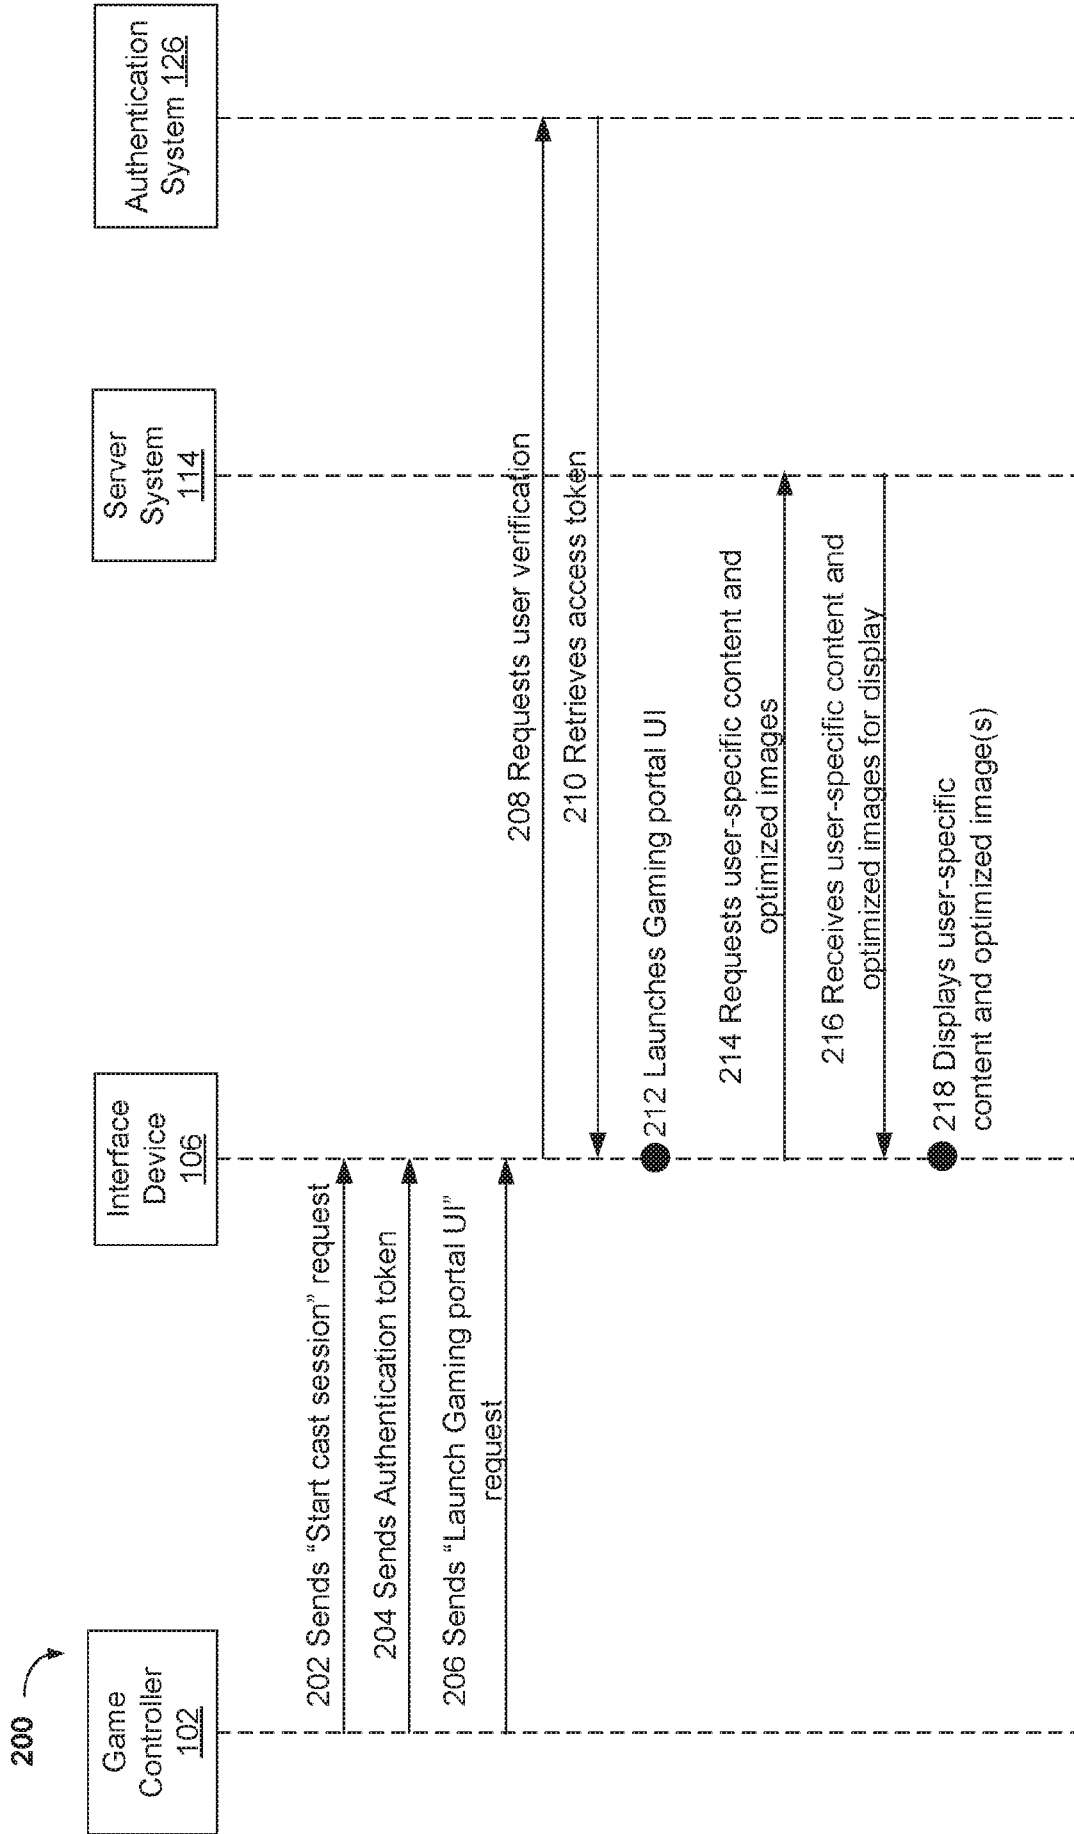 200
Game
Controller
102
Interface
Device
106
Server
System
114
Authentication
System 126
202 Sends “Start cast session” request
204 Sends Authentication token
206 Sends “Launch Gaming portal UI”
request
208 Requests user verification
210 Retrieves access token
212 Launches Gaming portal UI
214 Requests user-specific content and
optimized images
216 Receives user-specific content and
optimized images for display
218 Displays user-specific
content and optimized image(s)